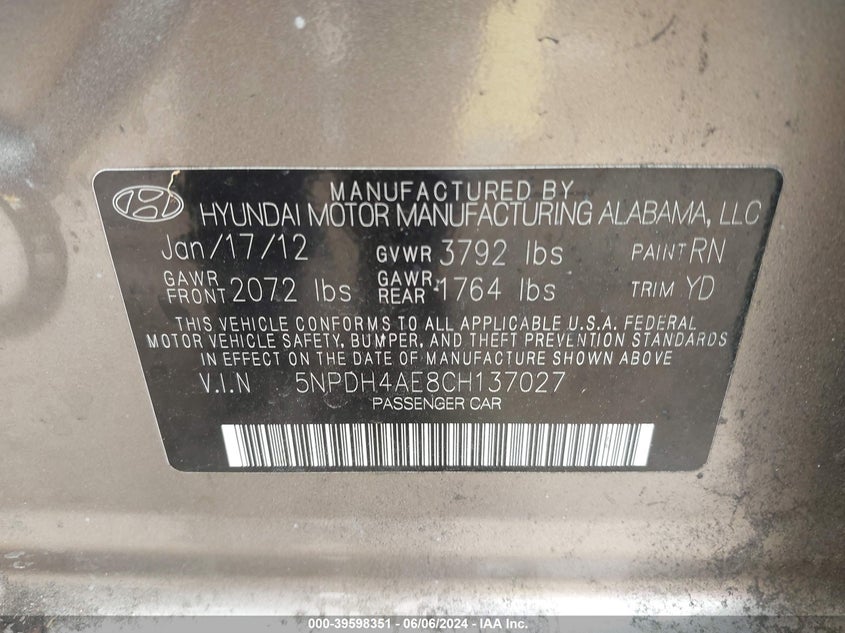 MANUFACTURED BY
HYUNDAI MOTOR MANUFACTURING ALABAMA, LLC
Jan/17/12 GVWR 3792 lbs PAINT RN
GAWR FRONT 2072 lbs GAWR REAR 1764 lbs TRIM YD
THIS VEHICLE CONFORMS TO ALL APPLICABLE U.S.A. FEDERAL
MOTOR VEHICLE SAFETY, BUMPER, AND THEFT PREVENTION STANDARDS
IN EFFECT ON THE DATE OF MANUFACTURE SHOWN ABOVE
V.I.N 5NPDH4AE8CH137027
PASSENGER CAR
000-39598351 - 06/06/2024 - IAA Inc.